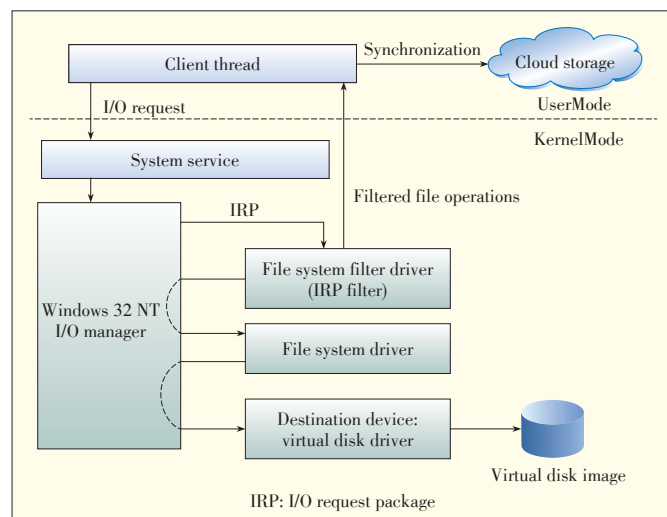 Synchronization
Client thread
Cloud storage
I/O request
UserMode
KernelMode
System service
Filtered file operations
IRP
File system filter driver
(IRP filter)
Windows 32 NT
I/O manager
File system driver
Destination device:
virtual disk driver
Virtual disk image
IRP: I/O request package